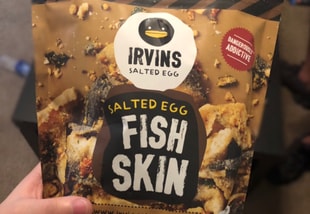 IRVINS
SALTED EGG
DANGEROUSLY
ADDICTIVE
SALTED EGG
FISH
SKIN